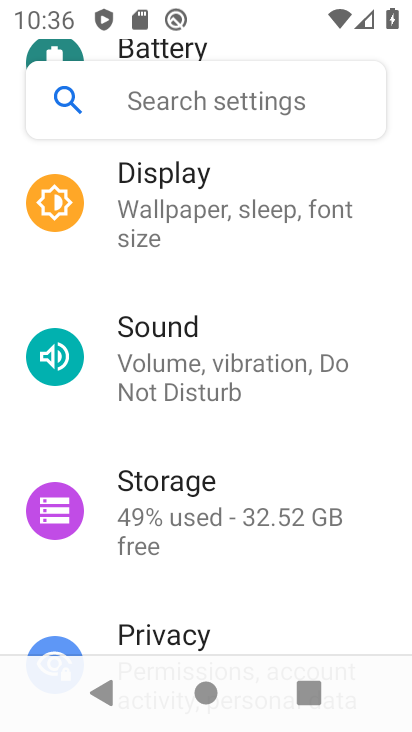 10:36
Battery
Search settings
Display
Wallpaper, sleep, font
size
Sound
Volume, vibration, Do
Not Disturb
Storage
49% used - 32.52 GB
free
Privacy
Permissions, account
activity, personal data